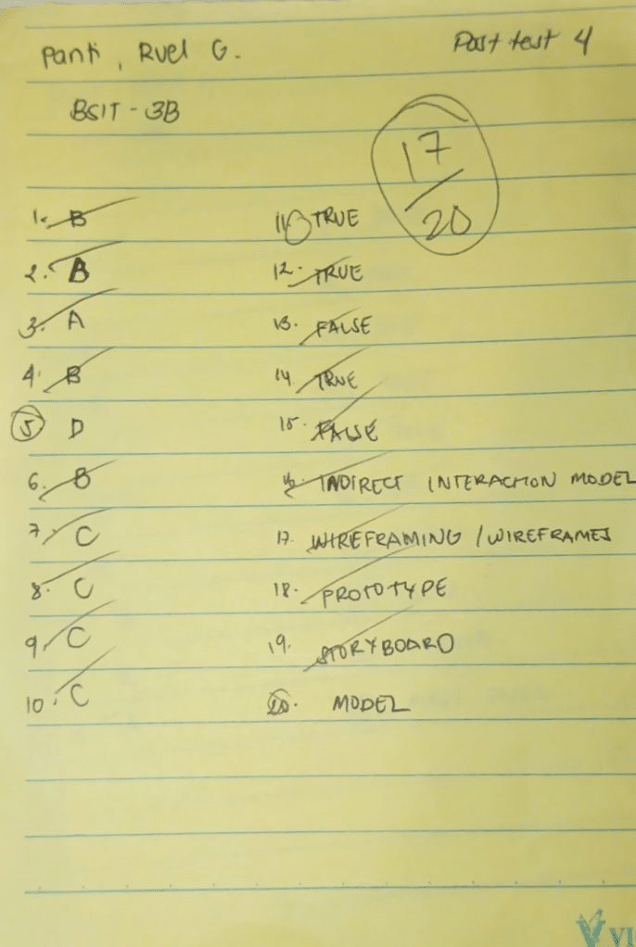 Panti, Ruel G.
Post test 4
BSIT - 3B
17
20
1. B
2. B
3. A
4. B
5 D
6. B
7. C
8. C
9. C
10. C
11 TRUE
12. TRUE
13. FALSE
14 TRUE
15. FALSE
16. INDIRECT INTERACTION MODEL
17. WIREFRAMING / WIREFRAMES
18. PROTOTYPE
19. STORYBOARD
20. MODEL
VI